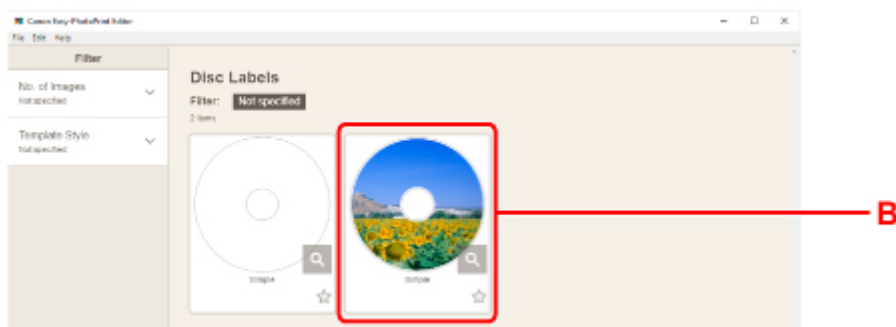 Canon Easy-PhotoPrint Editor
File Edit Help
Filter
No. of Images
Not specified
Template Style
Not specified
Disc Labels
Filter: Not specified
2 items
Simple
Simple
B